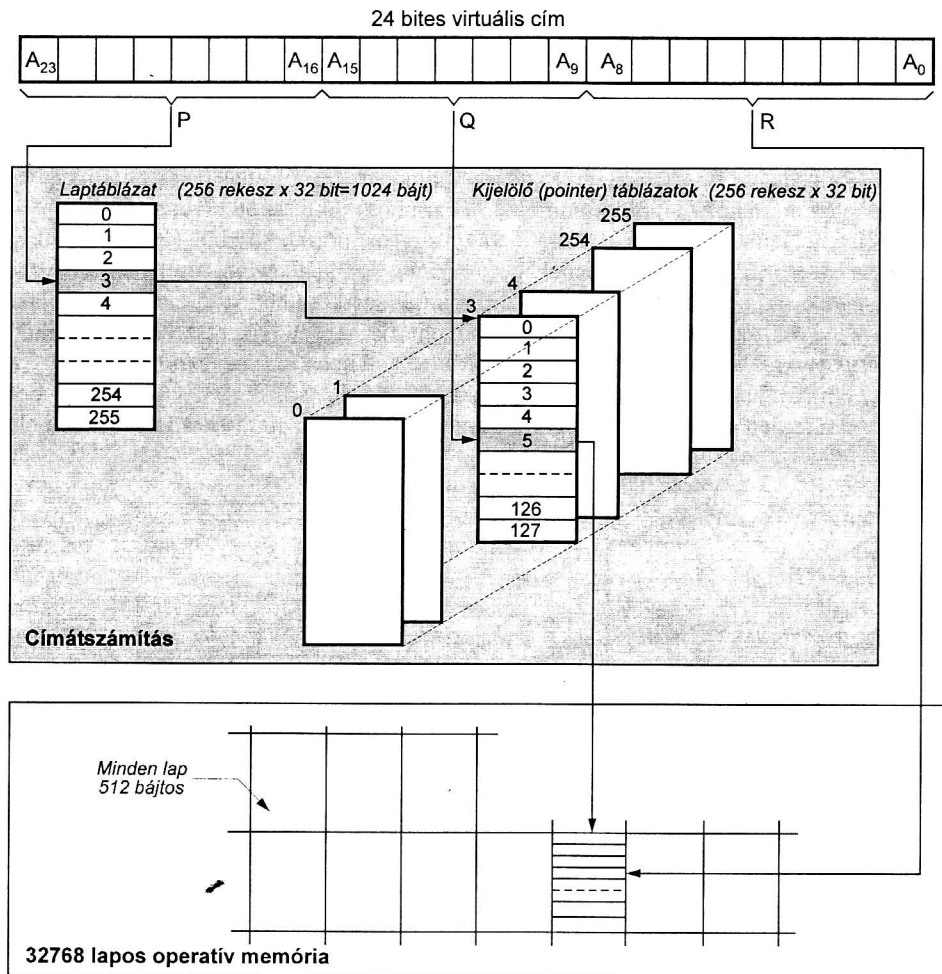 24 bites virtuális cím
A23 A16 A15 A9 A8 A0
P Q R
Laptáblázat (256 rekesz x 32 bit=1024 bájt)
Kijelölő (pointer) táblázatok (256 rekesz x 32 bit)
0
1
2
3
4
254
255
255
254
4
3
1
0
0
1
2
3
4
5
126
127
Címátszámítás
Minden lap
512 bájtos
32768 lapos operatív memória